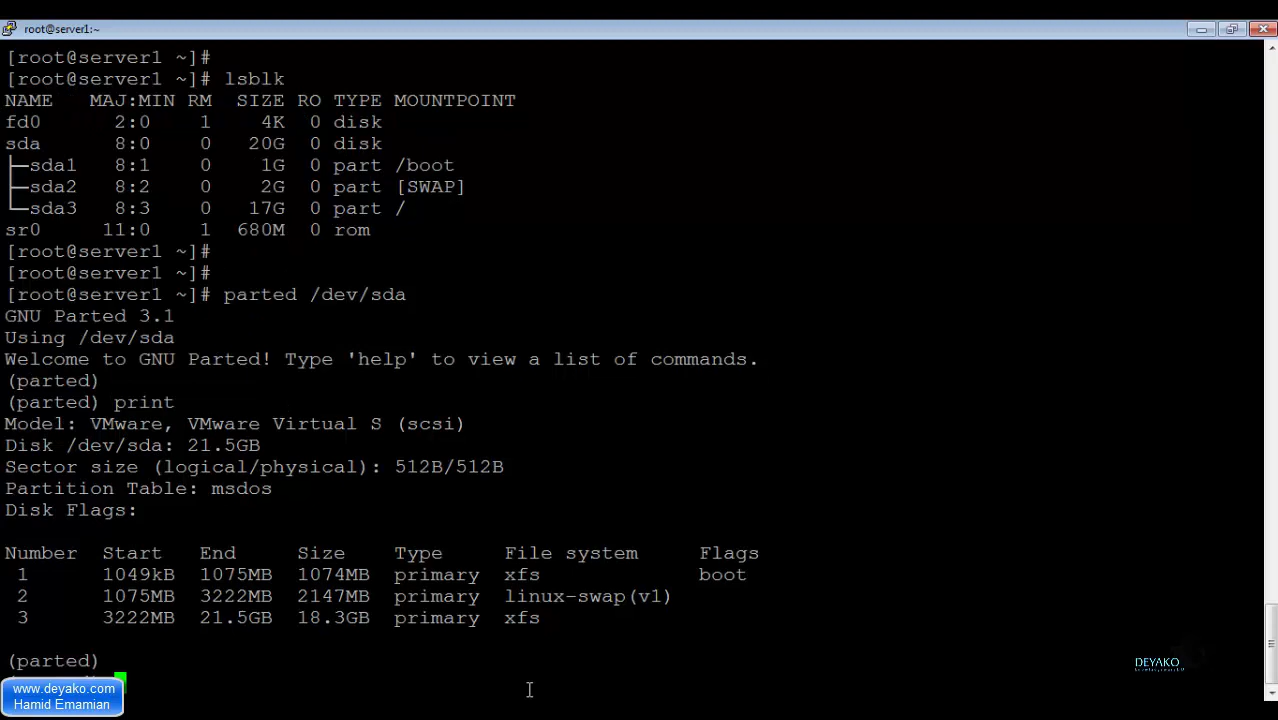 root@server1:~
[root@server1 ~]#
[root@server1 ~]# lsblk
NAME   MAJ:MIN RM  SIZE RO TYPE MOUNTPOINT
fd0      2:0    1    4K  0 disk
sda      8:0    0   20G  0 disk
├─sda1   8:1    0    1G  0 part /boot
├─sda2   8:2    0    2G  0 part [SWAP]
└─sda3   8:3    0   17G  0 part /
sr0     11:0    1  680M  0 rom
[root@server1 ~]#
[root@server1 ~]#
[root@server1 ~]# parted /dev/sda
GNU Parted 3.1
Using /dev/sda
Welcome to GNU Parted! Type 'help' to view a list of commands.
(parted)
(parted) print
Model: VMware, VMware Virtual S (scsi)
Disk /dev/sda: 21.5GB
Sector size (logical/physical): 512B/512B
Partition Table: msdos
Disk Flags:
Number  Start   End     Size    Type     File system     Flags
 1      1049kB  1075MB  1074MB  primary  xfs             boot
 2      1075MB  3222MB  2147MB  primary  linux-swap(v1)
 3      3222MB  21.5GB  18.3GB  primary  xfs
(parted)
DEYAKO
www.deyako.com
Hamid Emamian